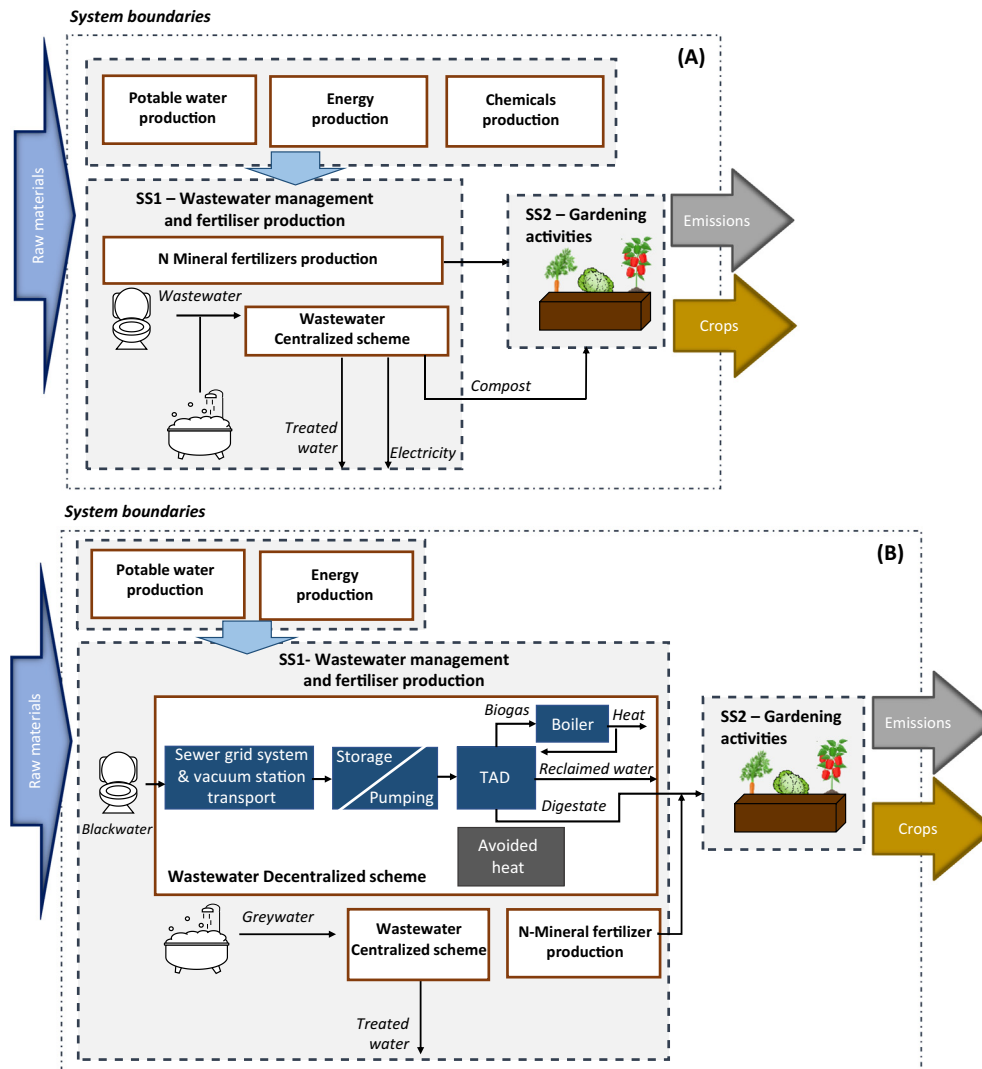 System boundaries
(A)
Potable water
production
Energy
production
Chemicals
production
Raw materials
SS1 – Wastewater management
and fertiliser production
N Mineral fertilizers production
Wastewater
Wastewater
Centralized scheme
Treated
water
Electricity
Compost
SS2 – Gardening
activities
Emissions
Crops
System boundaries
(B)
Potable water
production
Energy
production
Raw materials
SS1- Wastewater management
and fertiliser production
Blackwater
Sewer grid system
& vacuum station
transport
Storage
Pumping
TAD
Biogas
Boiler
Heat
Reclaimed water
Digestate
Avoided
heat
Wastewater Decentralized scheme
Greywater
Wastewater
Centralized scheme
N-Mineral fertilizer
production
Treated
water
SS2 – Gardening
activities
Emissions
Crops